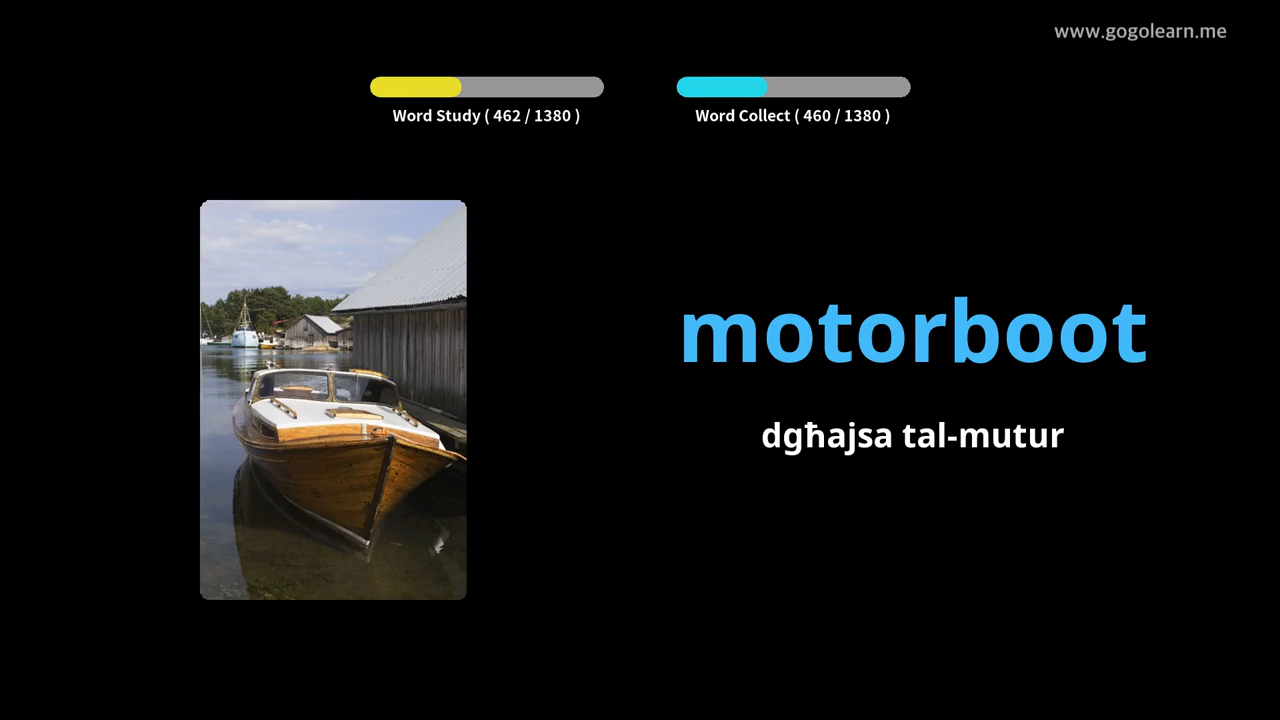 www.gogolearn.me
Word Study ( 462 / 1380 )
Word Collect ( 460 / 1380 )
motorboot
dgħajsa tal-mutur